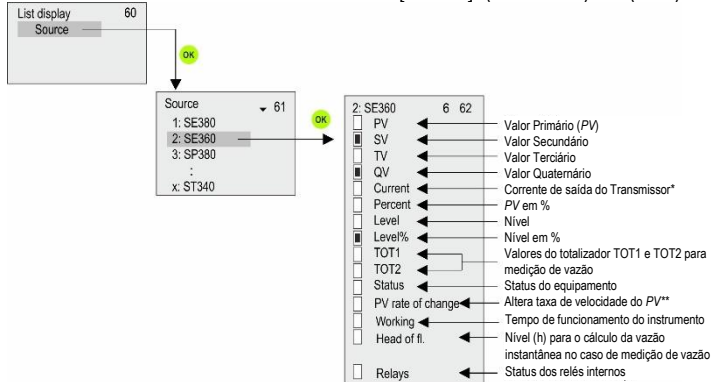 List display 60
Source
OK
Source 61
1: SE380
2: SE360
3: SP380
:
x: ST340
OK
2: SE360 6 62
PV Valor Primário (PV)
SV Valor Secundário
TV Valor Terciário
QV Valor Quaternário
Current Corrente de saída do Transmissor*
Percent PV em %
Level Nível
Level% Nível em %
TOT1 Valores do totalizador TOT1 e TOT2 para
TOT2 medição de vazão
Status Status do equipamento
PV rate of change Altera taxa de velocidade do PV**
Working Tempo de funcionamento do instrumento
Head of fl. Nível (h) para o cálculo da vazão
instantânea no caso de medição de vazão
Relays Status dos relés internos